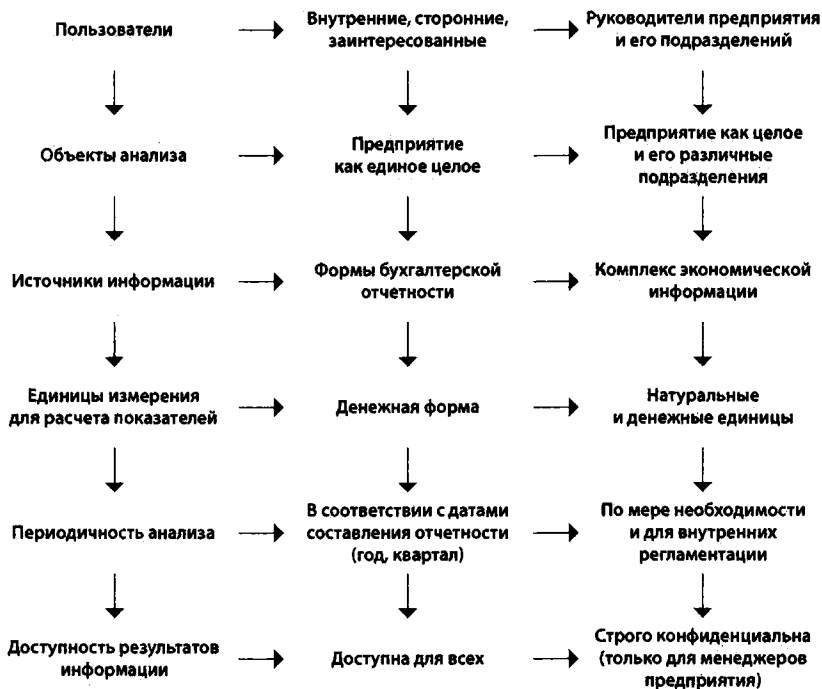 Пользователи
Внутренние, сторонние,
заинтересованные
Руководители предприятия
и его подразделений
Объекты анализа
Предприятие
как единое целое
Предприятие как целое
и его различные
подразделения
Источники информации
Формы бухгалтерской
отчетности
Комплекс экономической
информации
Единицы измерения
для расчета показателей
Денежная форма
Натуральные
и денежные единицы
Периодичность анализа
В соответствии с датами
составления отчетности
(год, квартал)
По мере необходимости
и для внутренних
регламентации
Доступность результатов
информации
Доступна для всех
Строго конфиденциальна
(только для менеджеров
предприятия)